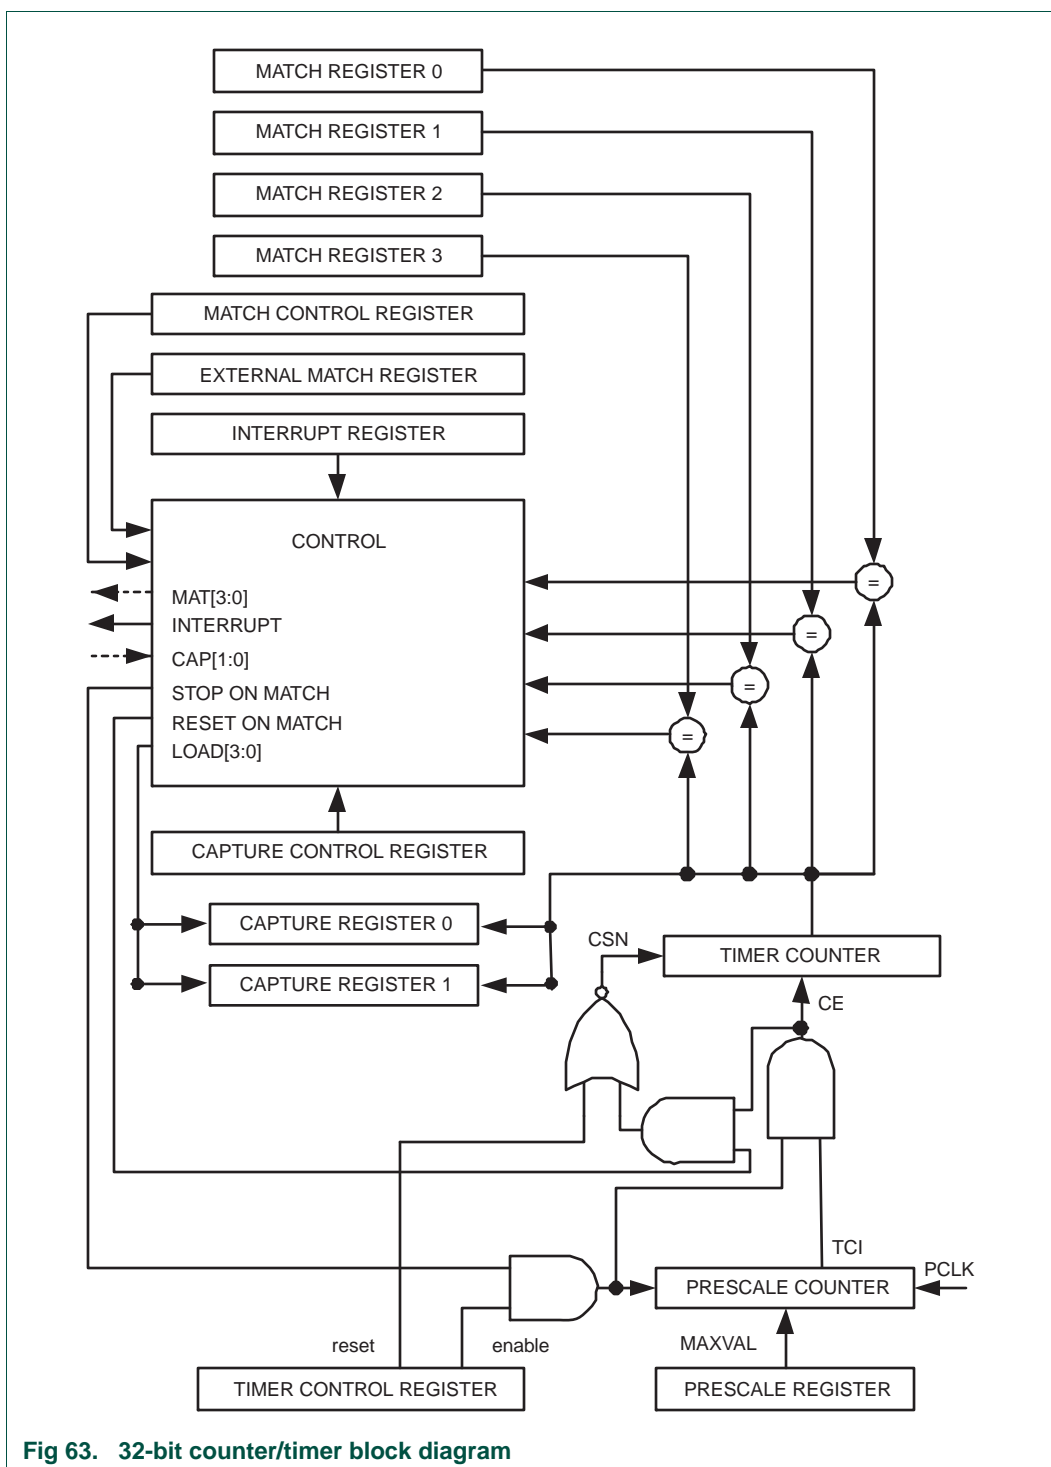 MATCH REGISTER 0
MATCH REGISTER 1
MATCH REGISTER 2
MATCH REGISTER 3
MATCH CONTROL REGISTER
EXTERNAL MATCH REGISTER
INTERRUPT REGISTER
CONTROL
=
=
=
=
MAT[3:0]
INTERRUPT
CAP[1:0]
STOP ON MATCH
RESET ON MATCH
LOAD[3:0]
CAPTURE CONTROL REGISTER
CAPTURE REGISTER 0
CAPTURE REGISTER 1
CSN
TIMER COUNTER
CE
TCI
PCLK
PRESCALE COUNTER
reset
enable
MAXVAL
TIMER CONTROL REGISTER
PRESCALE REGISTER
Fig 63. 32-bit counter/timer block diagram